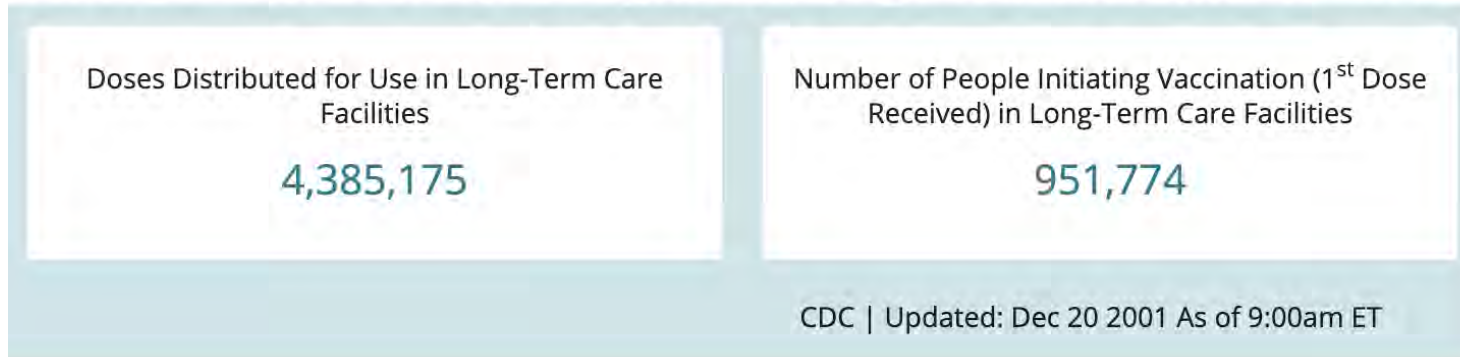 Doses Distributed for Use in Long-Term Care
Facilities
4,385,175
Number of People Initiating Vaccination (1st Dose
Received) in Long-Term Care Facilities
951,774
CDC | Updated: Dec 20 2001 As of 9:00am ET